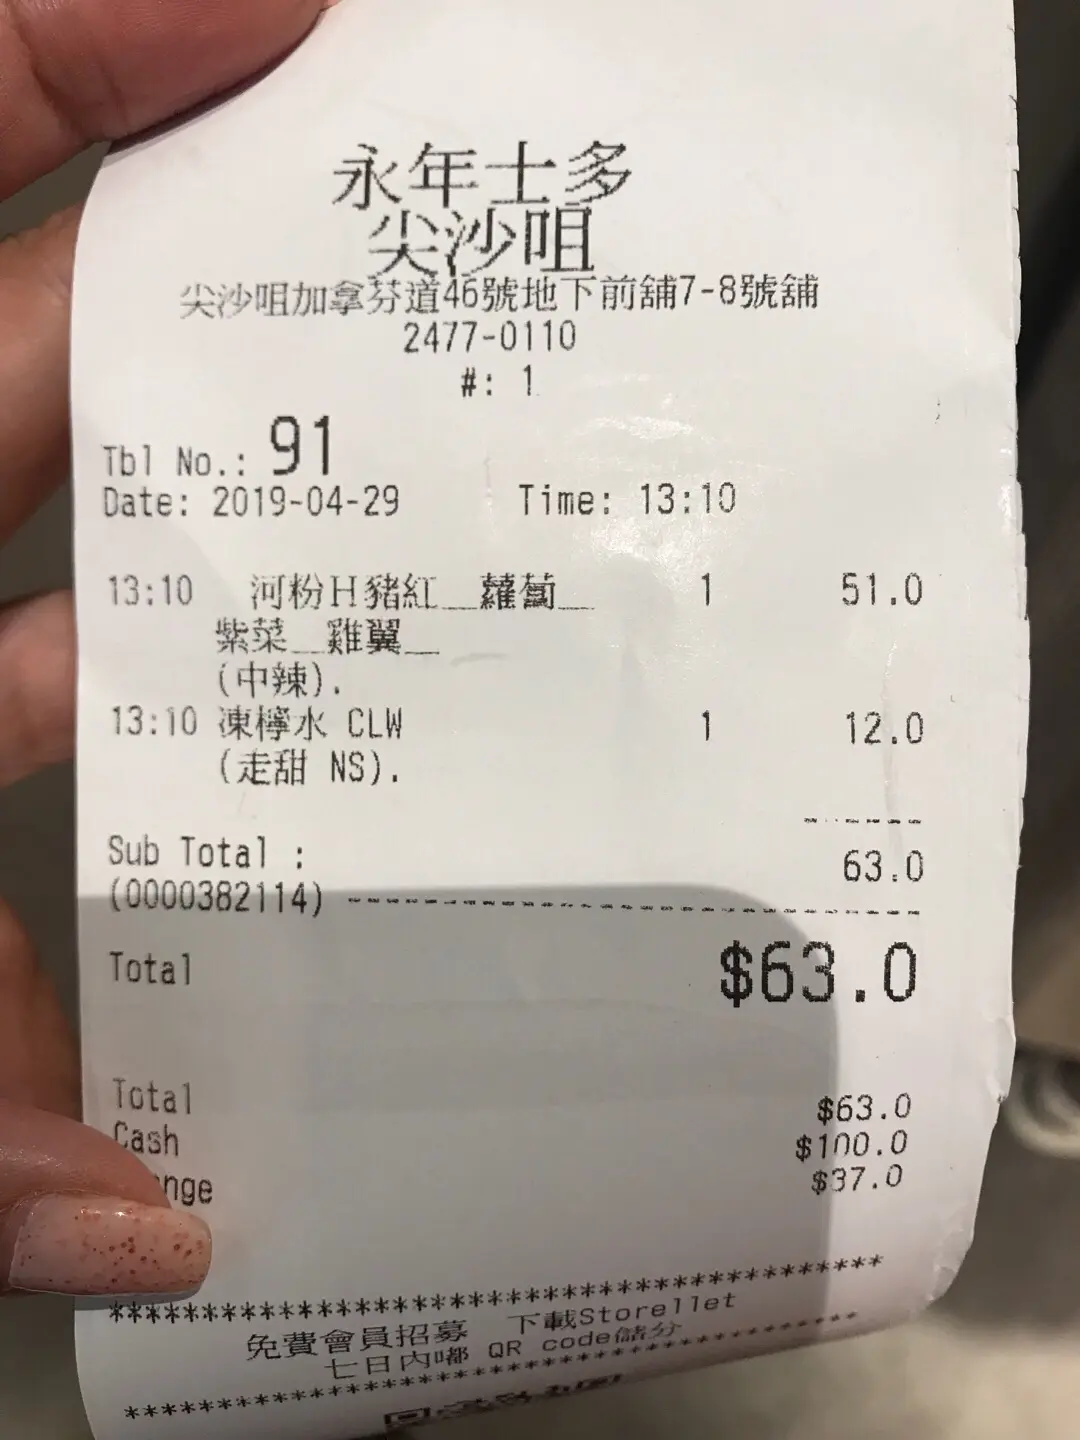 永年士多
尖沙咀
尖沙咀加拿芬道46號地下前舖7-8號舖
2477-0110
#: 1
Tbl No.: 91
Date: 2019-04-29 Time: 13:10
13:10 河粉H豬紅__蘿蔔__ 1 51.0
紫菜__雞翼__
(中辣).
13:10 凍檸水 CLW 1 12.0
(走甜 NS).
Sub Total : 63.0
(0000382114)
Total $63.0
Total $63.0
Cash $100.0
nge $37.0
******************************************
免費會員招募 下載Storellet
七日內嘟 QR code儲分
******************************************